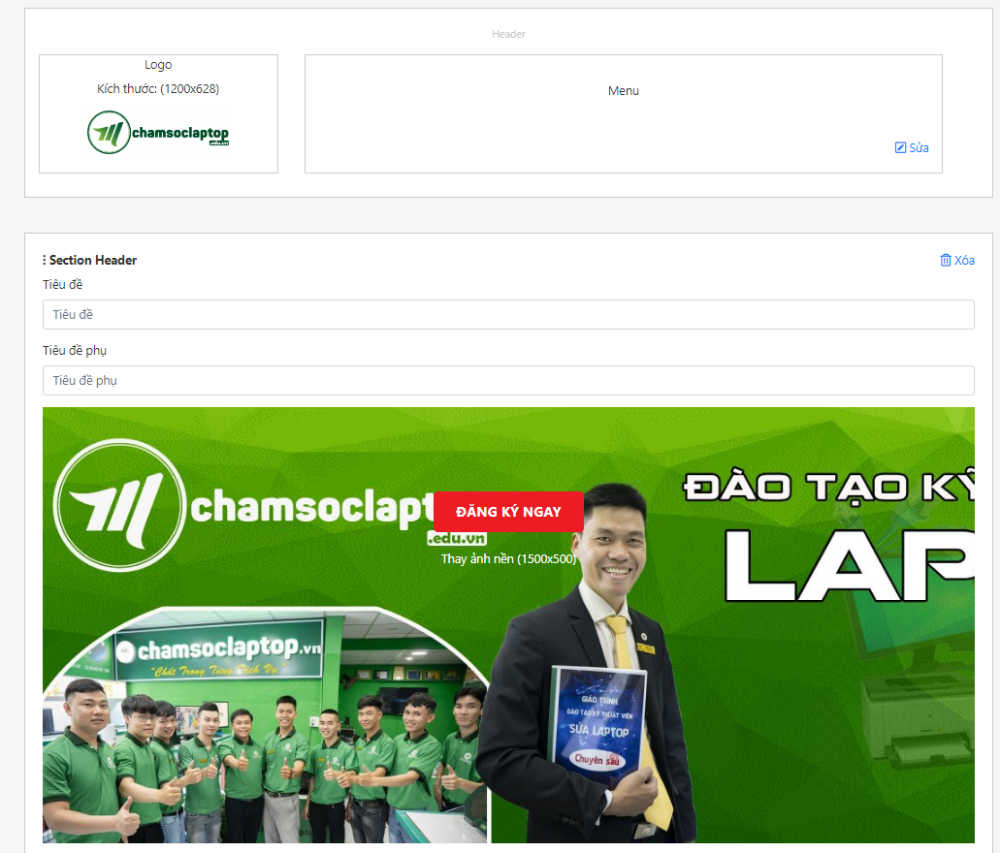 Header
Logo
Kích thước: (1200x628)
chamsoclaptop
.edu.vn
Menu
Sửa
Section Header
Xóa
Tiêu đề
Tiêu đề
Tiêu đề phụ
Tiêu đề phụ
chamsoclapt
.edu.vn
ĐĂNG KÝ NGAY
Thay ảnh nền (1500x500)
ĐÀO TẠO KỸ
LAP
chamsoclaptop.vn
"Chất Trong Từng Dịch Vụ
GIÁO TRÌNH
ĐÀO TẠO KỸ THUẬT VIÊN
SỬA LAPTOP
Chuyên sâu